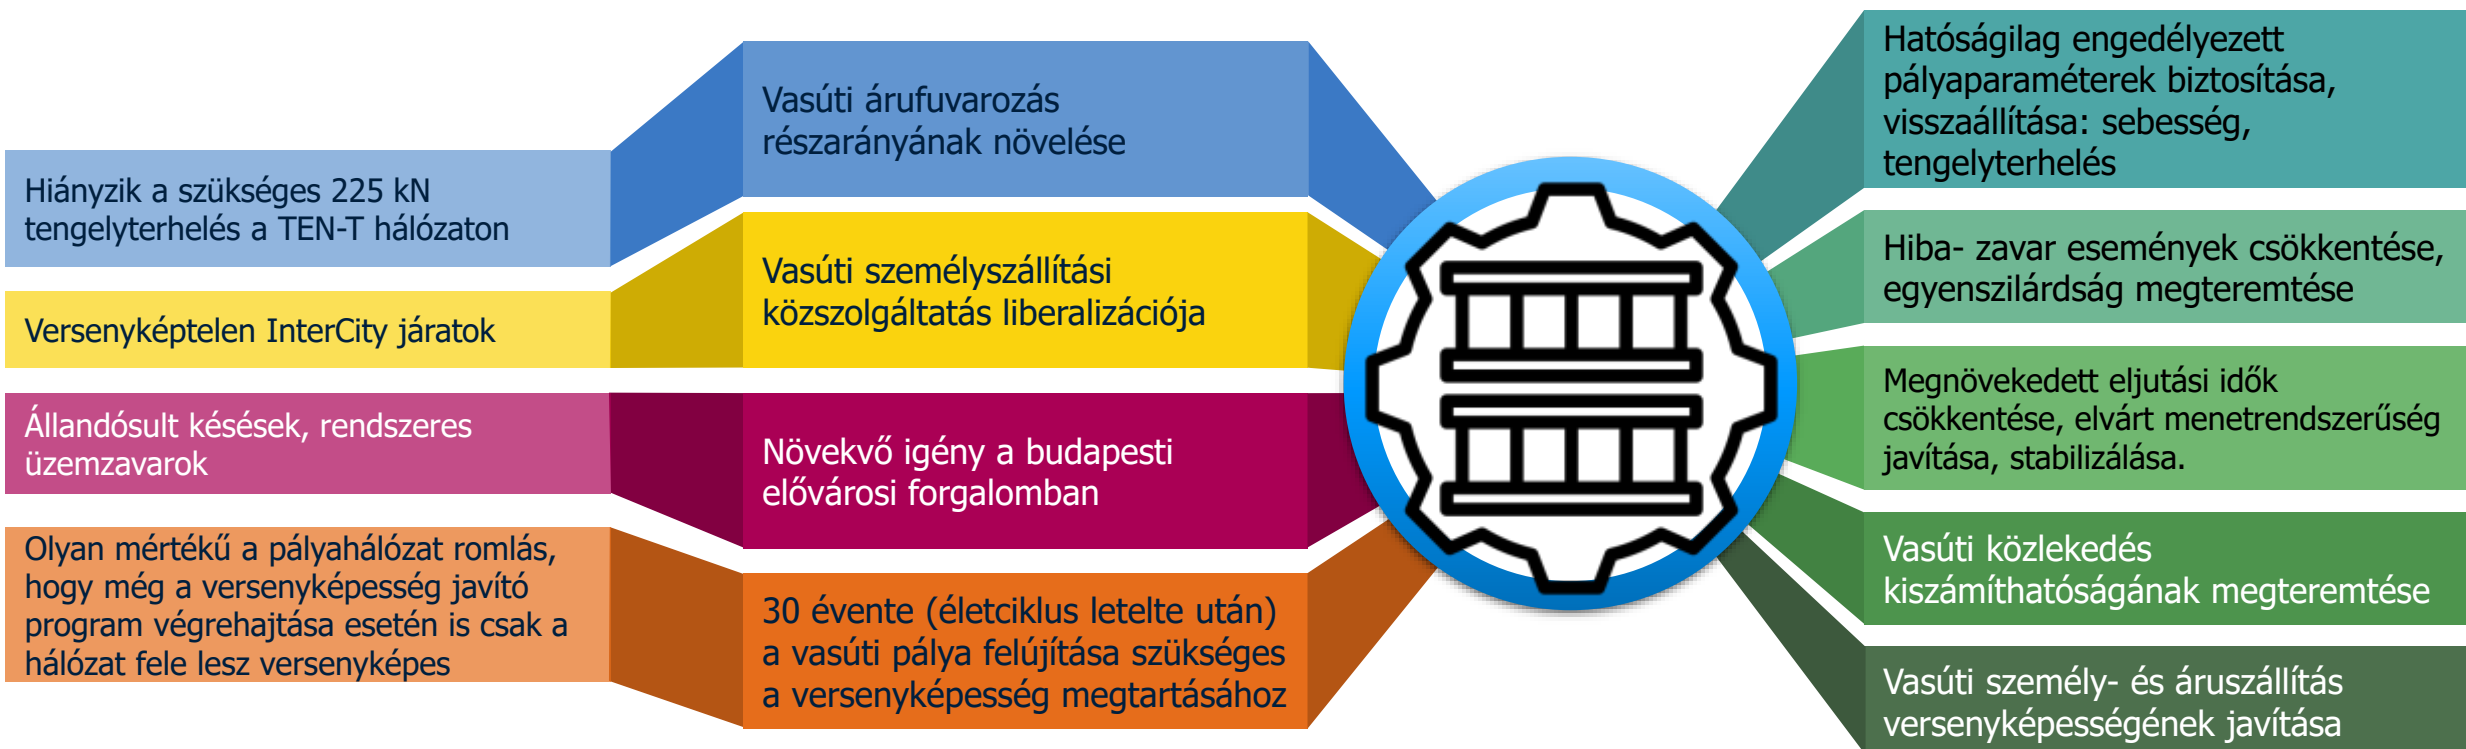 Hiányzik a szükséges 225 kN
tengelyterhelés a TEN-T hálózaton
Versenyképtelen InterCity járatok
Állandósult késések, rendszeres
üzemzavarok
Olyan mértékű a pályahálózat romlás,
hogy még a versenyképesség javító
program végrehajtása esetén is csak a
hálózat fele lesz versenyképes
Vasúti árufuvarozás
részarányának növelése
Vasúti személyszállítási
közszolgáltatás liberalizációja
Növekvő igény a budapesti
elővárosi forgalomban
30 évente (életciklus letelte után)
a vasúti pálya felújítása szükséges
a versenyképesség megtartásához
Hatóságilag engedélyezett
pályaparaméterek biztosítása,
visszaállítása: sebesség,
tengelyterhelés
Hiba- zavar események csökkentése,
egyenszilárdság megteremtése
Megnövekedett eljutási idők
csökkentése, elvárt menetrendszerűség
javítása, stabilizálása.
Vasúti közlekedés
kiszámíthatóságának megteremtése
Vasúti személy- és áruszállítás
versenyképességének javítása